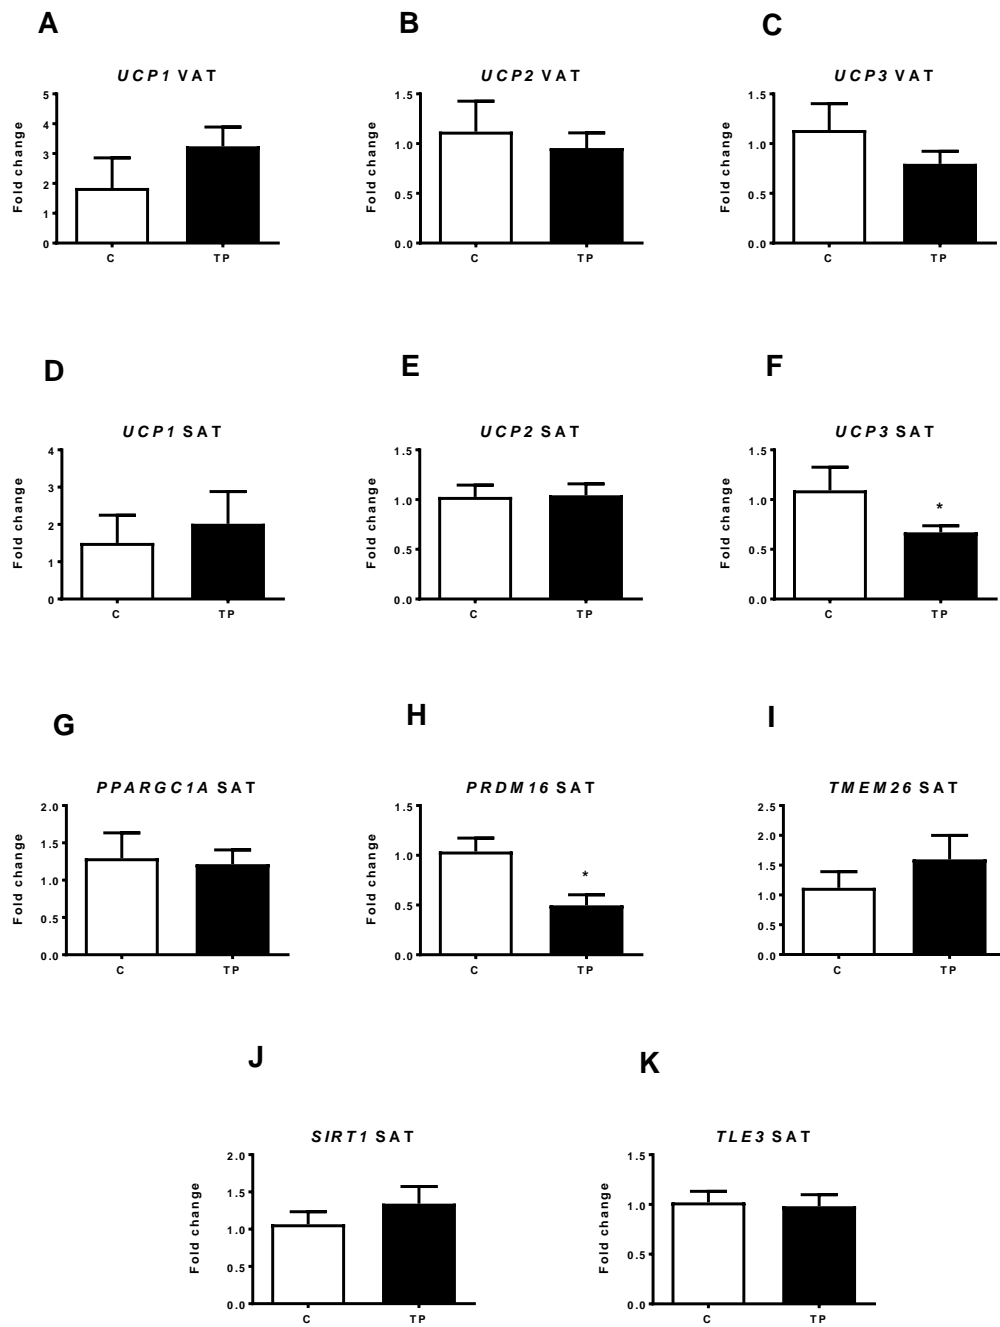 A
B
C
UCP1 VAT
UCP2 VAT
UCP3 VAT
Fold change
5
4
3
2
1
0
C
TP
Fold change
1.5
1.0
0.5
0.0
C
TP
Fold change
1.5
1.0
0.5
0.0
C
TP
D
E
F
UCP1 SAT
UCP2 SAT
UCP3 SAT
Fold change
4
3
2
1
0
C
TP
Fold change
1.5
1.0
0.5
0.0
C
TP
Fold change
1.5
1.0
0.5
0.0
*
C
TP
G
H
I
PPARGC1A SAT
PRDM16 SAT
TMEM26 SAT
Fold change
2.0
1.5
1.0
0.5
0.0
C
TP
Fold change
1.5
1.0
0.5
0.0
*
C
TP
Fold change
2.5
2.0
1.5
1.0
0.5
0.0
C
TP
J
K
SIRT1 SAT
TLE3 SAT
Fold change
2.0
1.5
1.0
0.5
0.0
C
TP
Fold change
1.5
1.0
0.5
0.0
C
TP